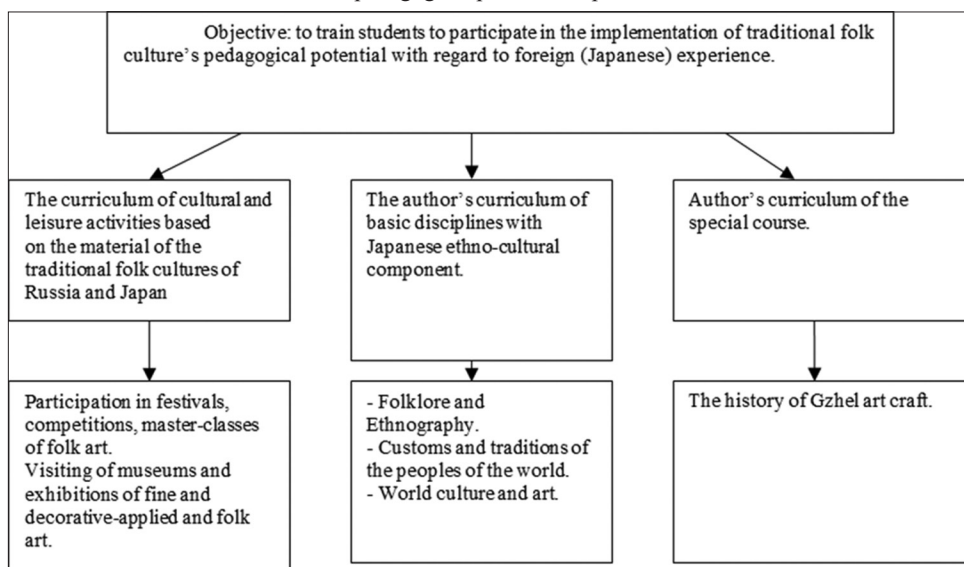 Objective: to train students to participate in the implementation of traditional folk
culture's pedagogical potential with regard to foreign (Japanese) experience.
The curriculum of cultural and
leisure activities based
on the material of the
traditional folk cultures of
Russia and Japan
The author's curriculum of
basic disciplines with
Japanese ethno-cultural
component.
Author's curriculum of the
special course.
Participation in festivals,
competitions, master-classes
of folk art.
Visiting of museums and
exhibitions of fine and
decorative-applied and folk
art.
- Folklore and
Ethnography.
- Customs and traditions of
the peoples of the world.
- World culture and art.
The history of Gzhel art craft.